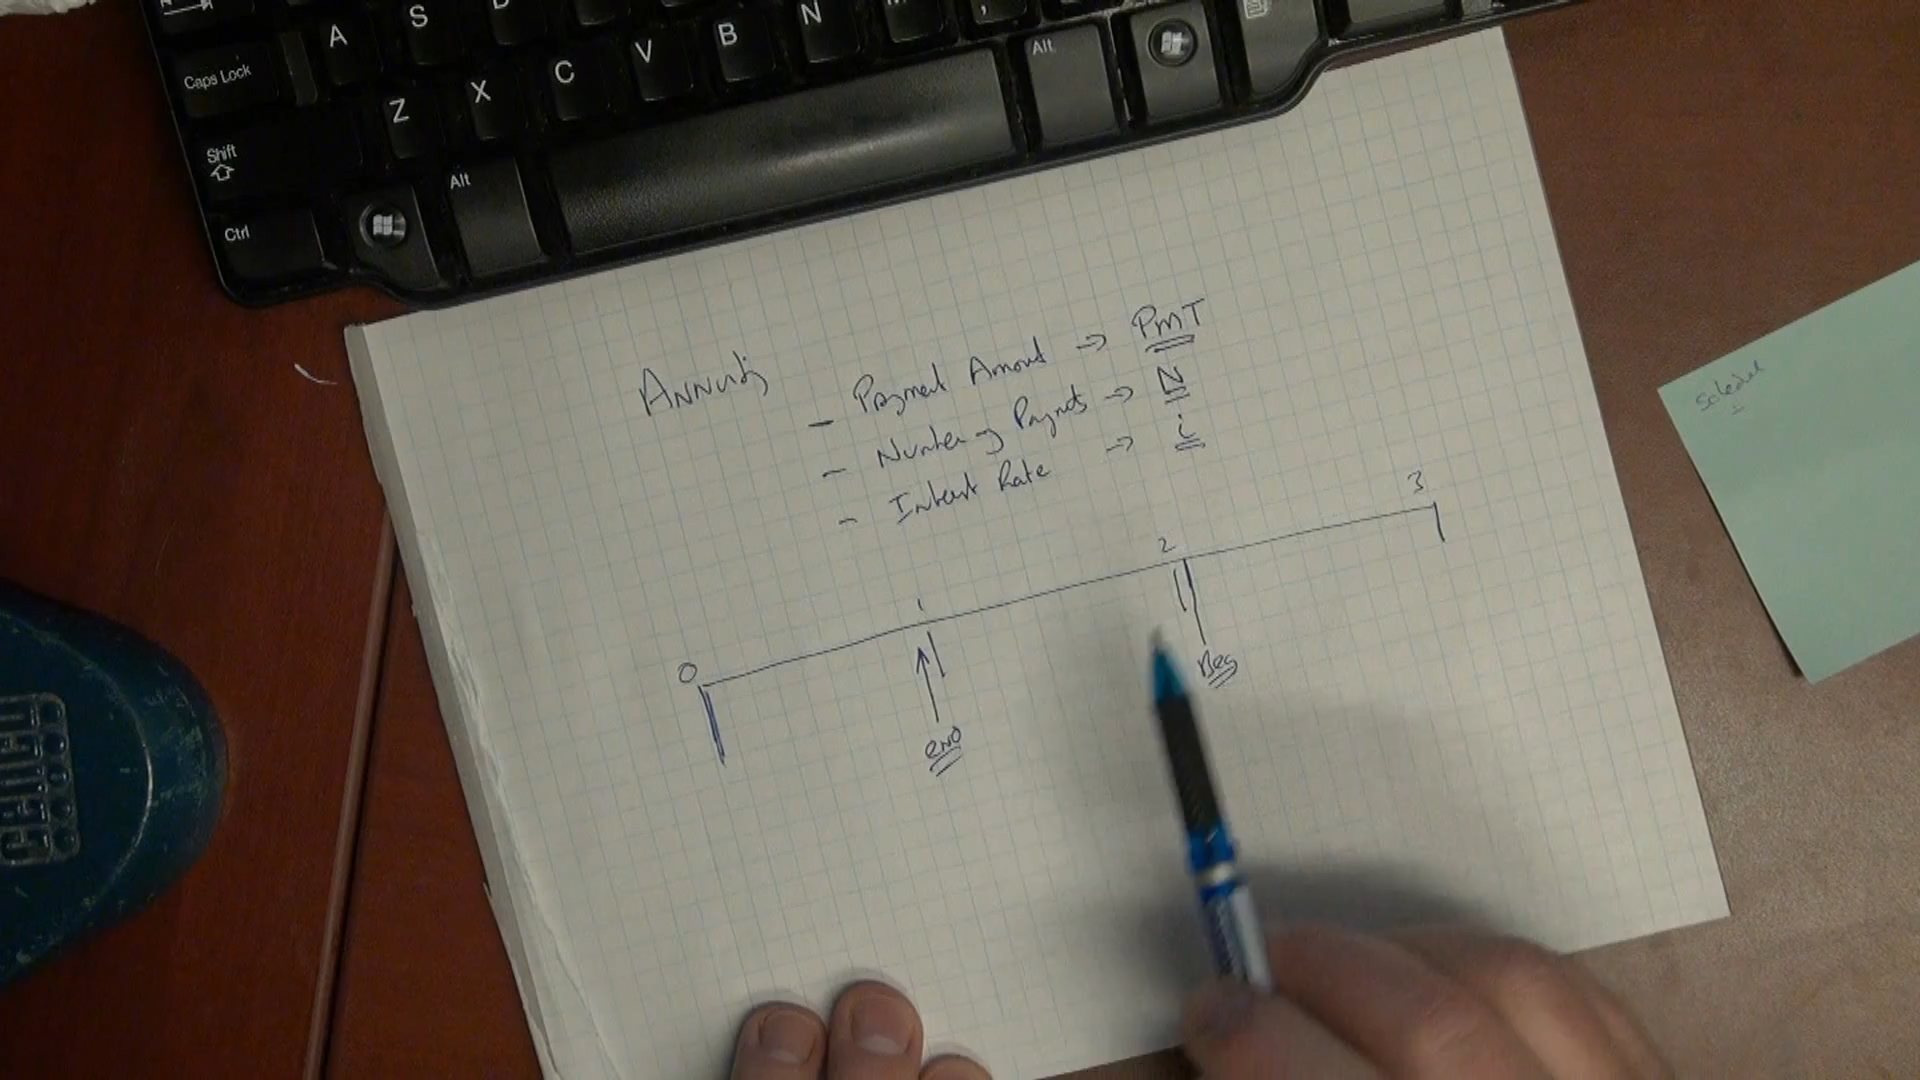 A S
N
Caps Lock
Z X C V B
Alt
Shift
Alt
Ctrl
Annuity
- Payment Amount → PMT
- Number of Payments → N
- Interest Rate → i
0 1 2 3
END
Beg